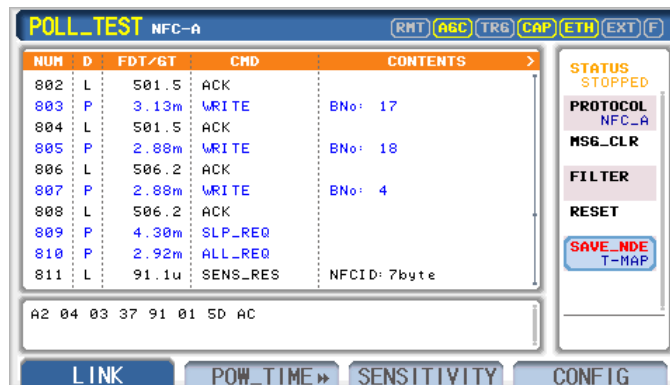 POLL_TEST NFC-A RMT AGC TRG CAP ETH EXT F
NUM D FDT/GT CMD CONTENTS >
802 L 501.5 ACK
803 P 3.13m WRITE BNo: 17
804 L 501.5 ACK
805 P 2.88m WRITE BNo: 18
806 L 506.2 ACK
807 P 2.88m WRITE BNo: 4
808 L 506.2 ACK
809 P 4.30m SLP_REQ
810 P 2.92m ALL_REQ
811 L 91.1u SENS_RES NFCID:7byte
A2 04 03 37 91 01 5D AC
STATUS
STOPPED
PROTOCOL
NFC_A
MSG_CLR
FILTER
RESET
SAVE_NDE
T-MAP
LINK POW_TIME» SENSITIVITY CONFIG